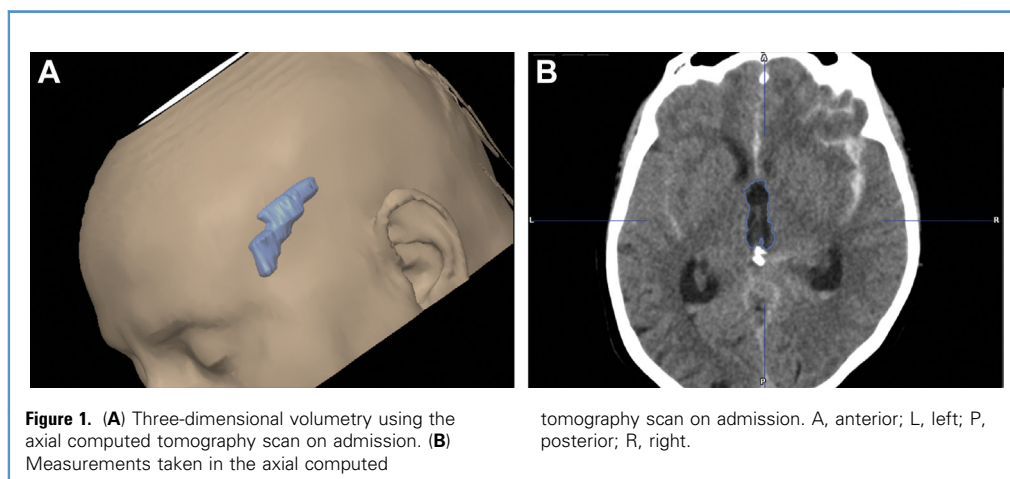 A
B
A
L
R
P
Figure 1. (A) Three-dimensional volumetry using the
axial computed tomography scan on admission. (B)
Measurements taken in the axial computed
tomography scan on admission. A, anterior; L, left; P,
posterior; R, right.